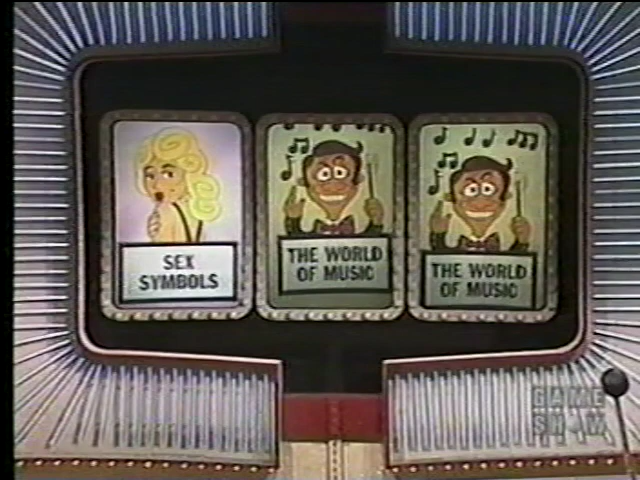 SEX
SYMBOLS
THE WORLD
OF MUSIC
THE WORLD
OF MUSIC
GAME
SHOW